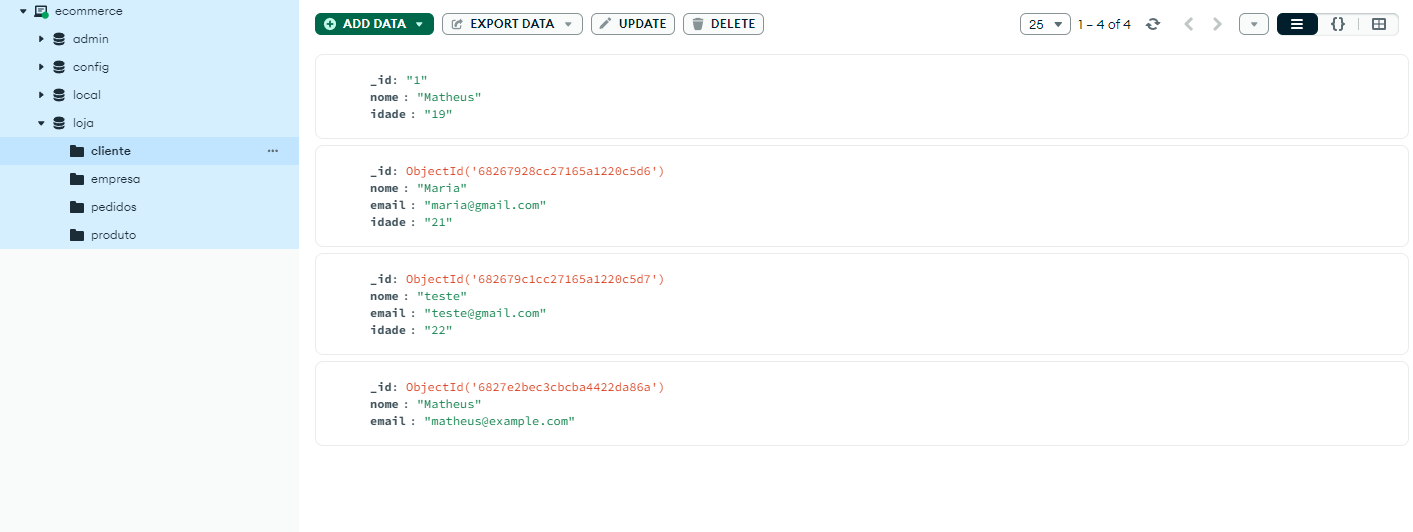 ecommerce
admin
config
local
loja
cliente
empresa
pedidos
produto
ADD DATA EXPORT DATA UPDATE DELETE 25 1 – 4 of 4 {}
_id: "1"
nome : "Matheus"
idade : "19"
_id: ObjectId('68267928cc27165a1220c5d6')
nome : "Maria"
email : "maria@gmail.com"
idade : "21"
_id: ObjectId('682679c1cc27165a1220c5d7')
nome : "teste"
email : "teste@gmail.com"
idade : "22"
_id: ObjectId('6827e2bec3cbcba4422da86a')
nome : "Matheus"
email : "matheus@example.com"